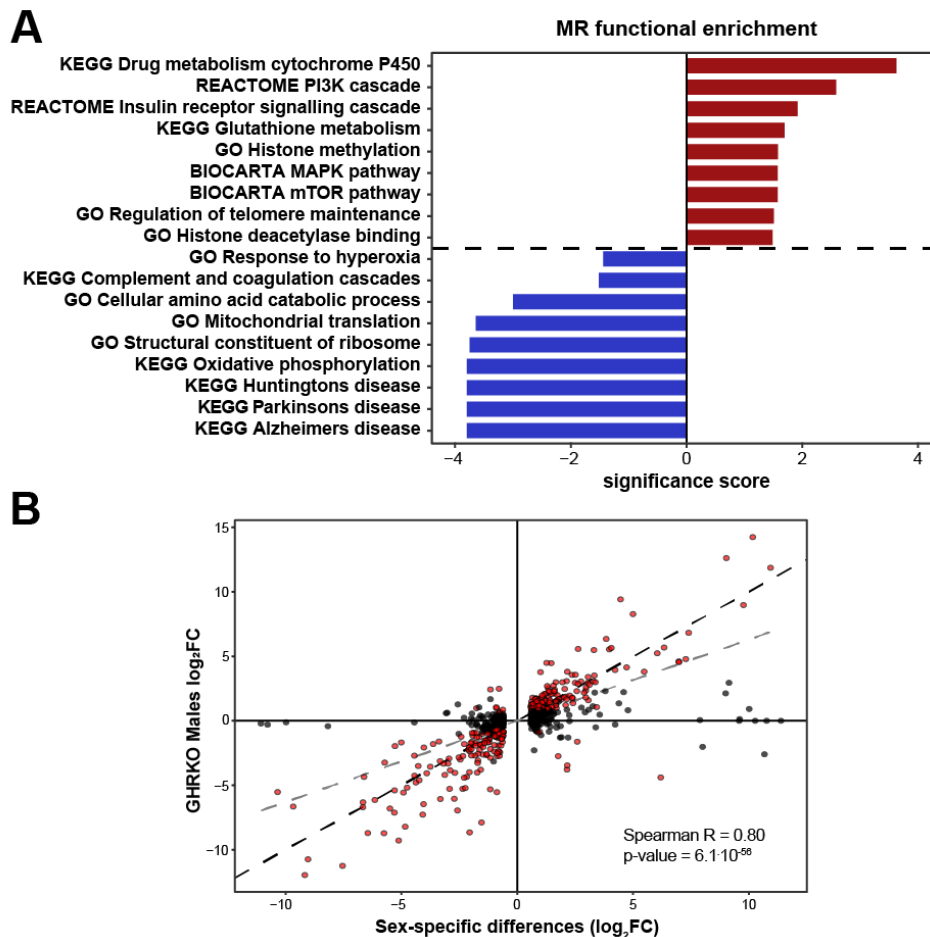 A
MR functional enrichment
KEGG Drug metabolism cytochrome P450
REACTOME PI3K cascade
REACTOME Insulin receptor signalling cascade
KEGG Glutathione metabolism
GO Histone methylation
BIOCARTA MAPK pathway
BIOCARTA mTOR pathway
GO Regulation of telomere maintenance
GO Histone deacetylase binding
GO Response to hyperoxia
KEGG Complement and coagulation cascades
GO Cellular amino acid catabolic process
GO Mitochondrial translation
GO Structural constituent of ribosome
KEGG Oxidative phosphorylation
KEGG Huntingtons disease
KEGG Parkinsons disease
KEGG Alzheimers disease
−4 −2 0 2 4
significance score
B
GHRKO Males log₂FC
15
10
5
0
−5
−10
Spearman R = 0.80
p-value = 6.1·10⁻⁵⁶
−10 −5 0 5 10
Sex-specific differences (log₂FC)